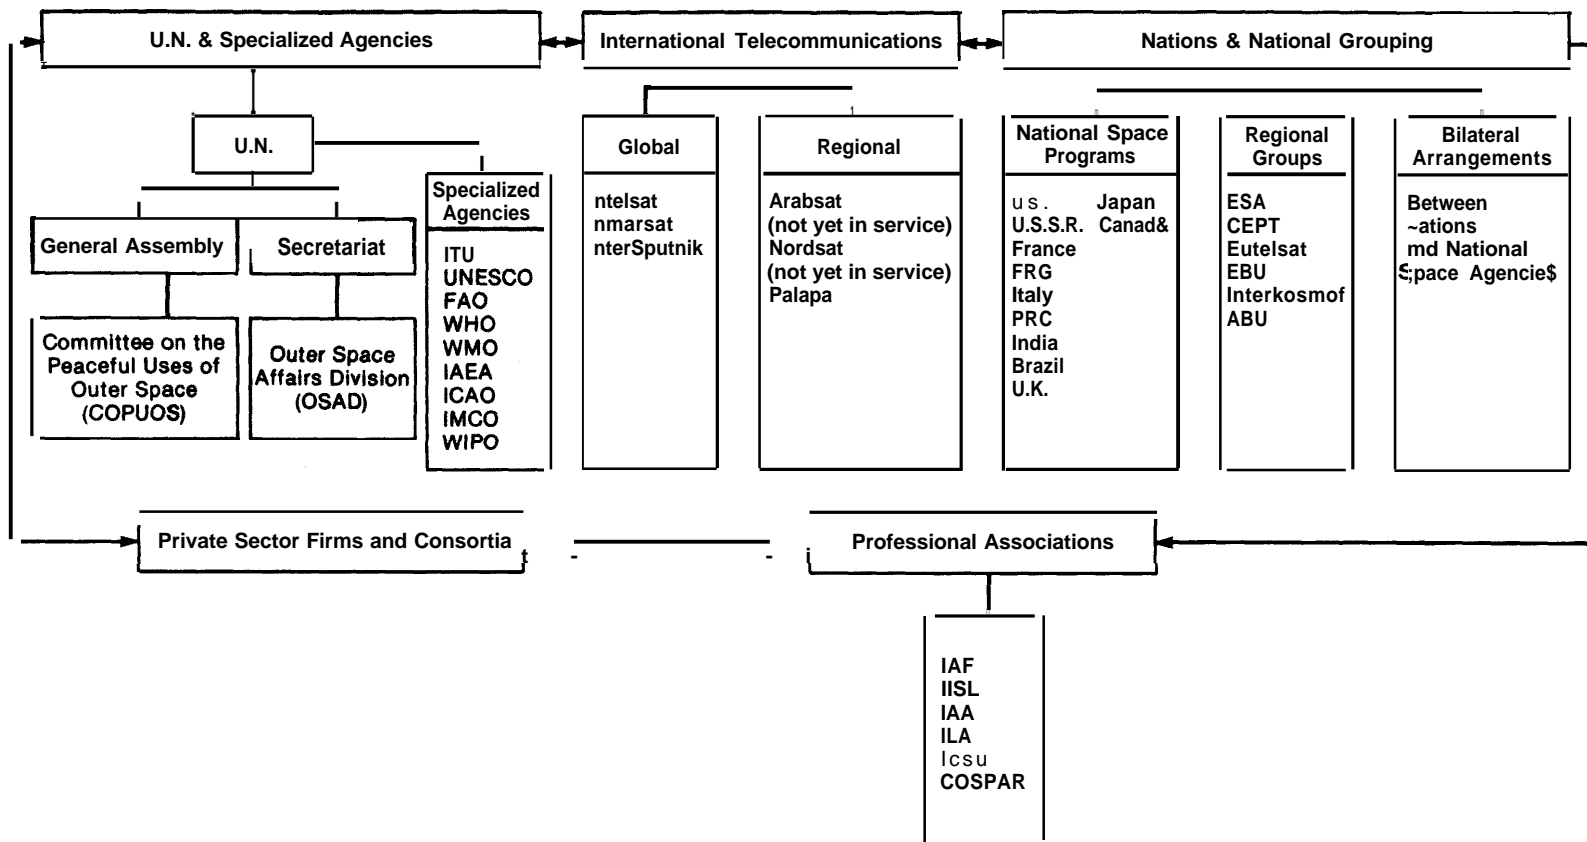 U.N. & Specialized Agencies
International Telecommunications
Nations & National Grouping
U.N.
General Assembly
Secretariat
Committee on the
Peaceful Uses of
Outer Space
(COPUOS)
Outer Space
Affairs Division
(OSAD)
Specialized
Agencies
ITU
UNESCO
FAO
WHO
WMO
IAEA
ICAO
IMCO
WIPO
Global
ntelsat
nmarsat
nterSputnik
Regional
Arabsat
(not yet in service)
Nordsat
(not yet in service)
Palapa
National Space
Programs
us. Japan
U.S.S.R. Canad&
France
FRG
Italy
PRC
India
Brazil
U.K.
Regional
Groups
ESA
CEPT
Eutelsat
EBU
Interkosmof
ABU
Bilateral
Arrangements
Between
~ations
md National
S;pace Agencie$
Private Sector Firms and Consortia
Professional Associations
IAF
IISL
IAA
ILA
Icsu
COSPAR